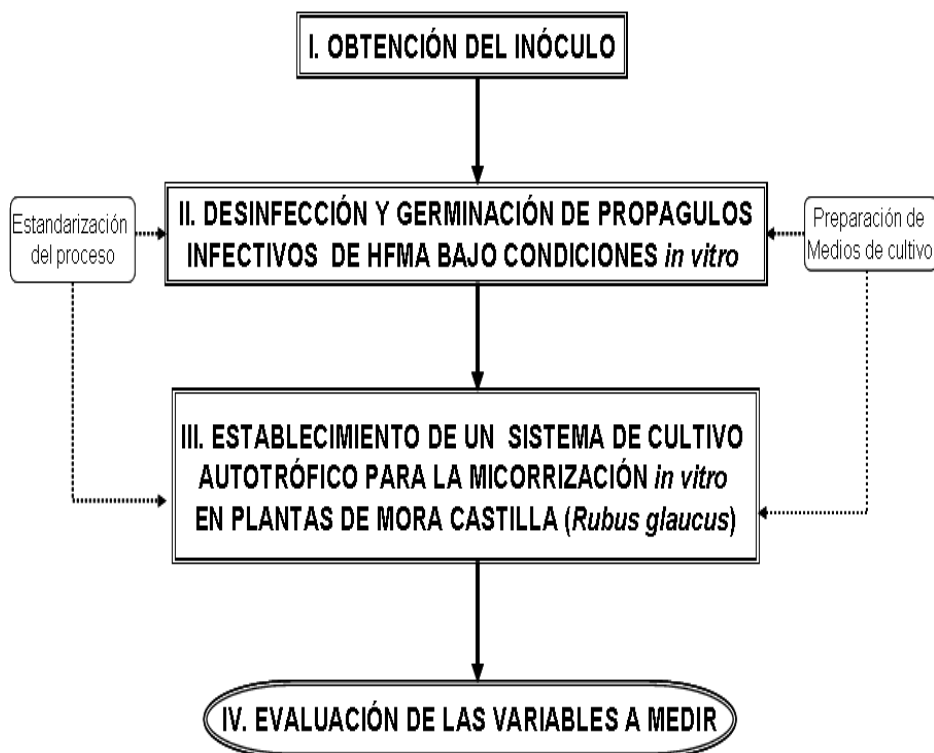 I. OBTENCIÓN DEL INÓCULO
II. DESINFECCIÓN Y GERMINACIÓN DE PROPAGULOS
INFECTIVOS DE HFMA BAJO CONDICIONES in vitro
Estandarización
del proceso
Preparación de
Medios de cultivo
III. ESTABLECIMIENTO DE UN SISTEMA DE CULTIVO
AUTOTRÓFICO PARA LA MICORRIZACIÓN in vitro
EN PLANTAS DE MORA CASTILLA (Rubus glaucus)
IV. EVALUACIÓN DE LAS VARIABLES A MEDIR